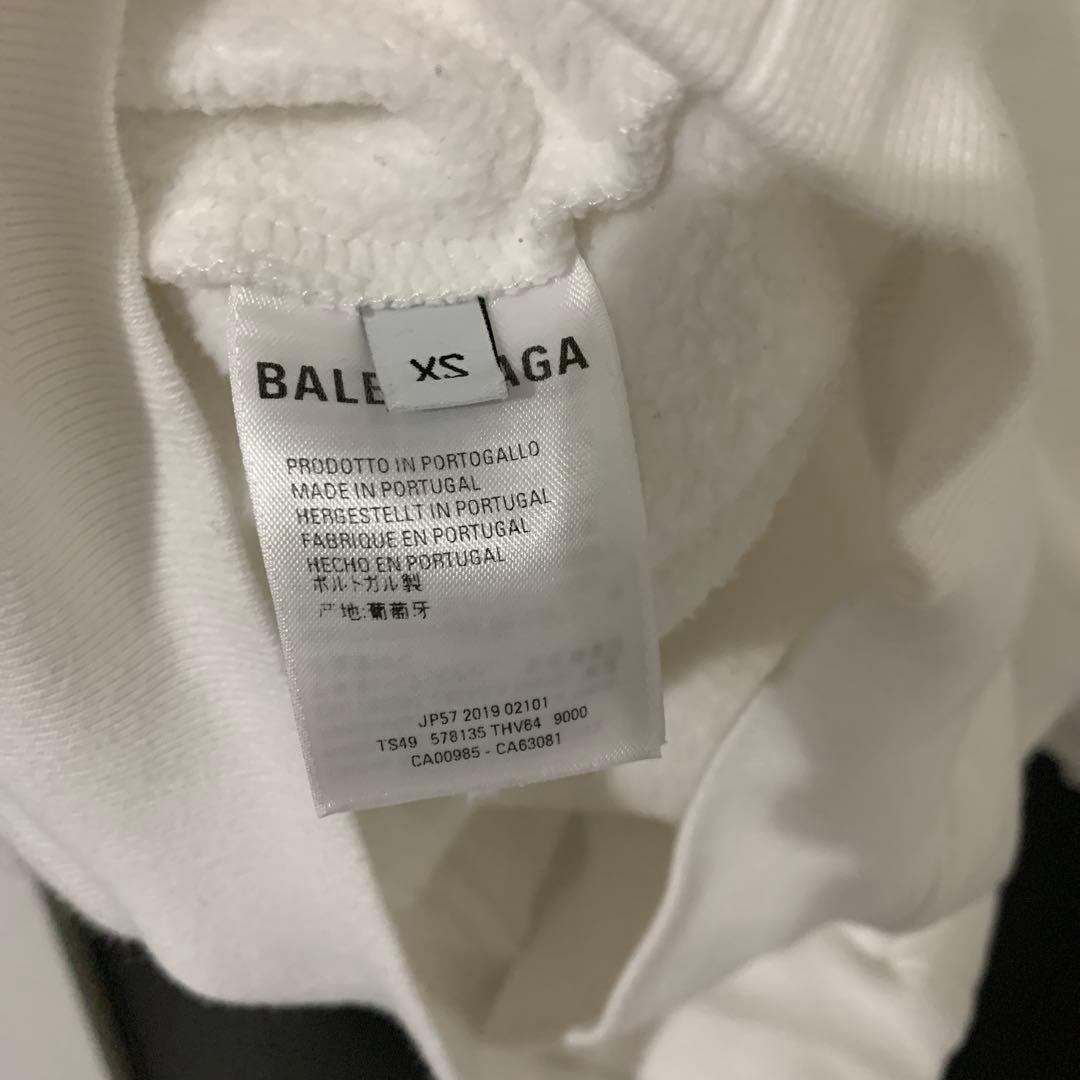 BALE AGA
XS
PRODOTTO IN PORTOGALLO
MADE IN PORTUGAL
HERGESTELLT IN PORTUGAL
FABRIQUE EN PORTUGAL
HECHO EN PORTUGAL
ポルトガル製
产地:葡萄牙
JP57 2019 02101
TS49 578135 THV64 9000
CA00985 - CA63081